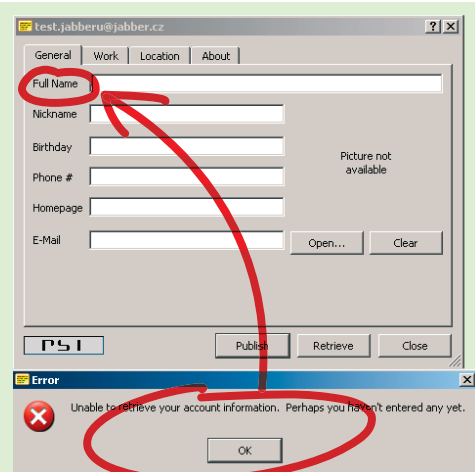 test.jabberu@jabber.cz
General Work Location About
Full Name
Nickname
Birthday
Picture not
available
Phone #
Homepage
E-Mail
Open... Clear
PSI
Publish Retrieve Close
Error
Unable to retrieve your account information. Perhaps you haven't entered any yet.
OK